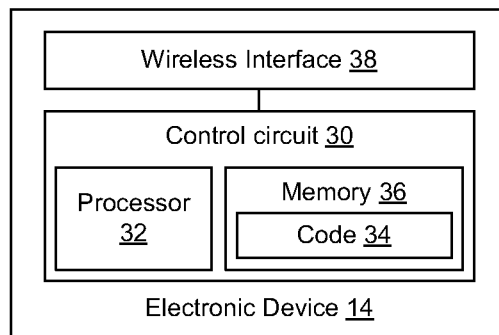 Wireless Interface 38
Control circuit 30
Processor
32
Memory 36
Code 34
Electronic Device 14